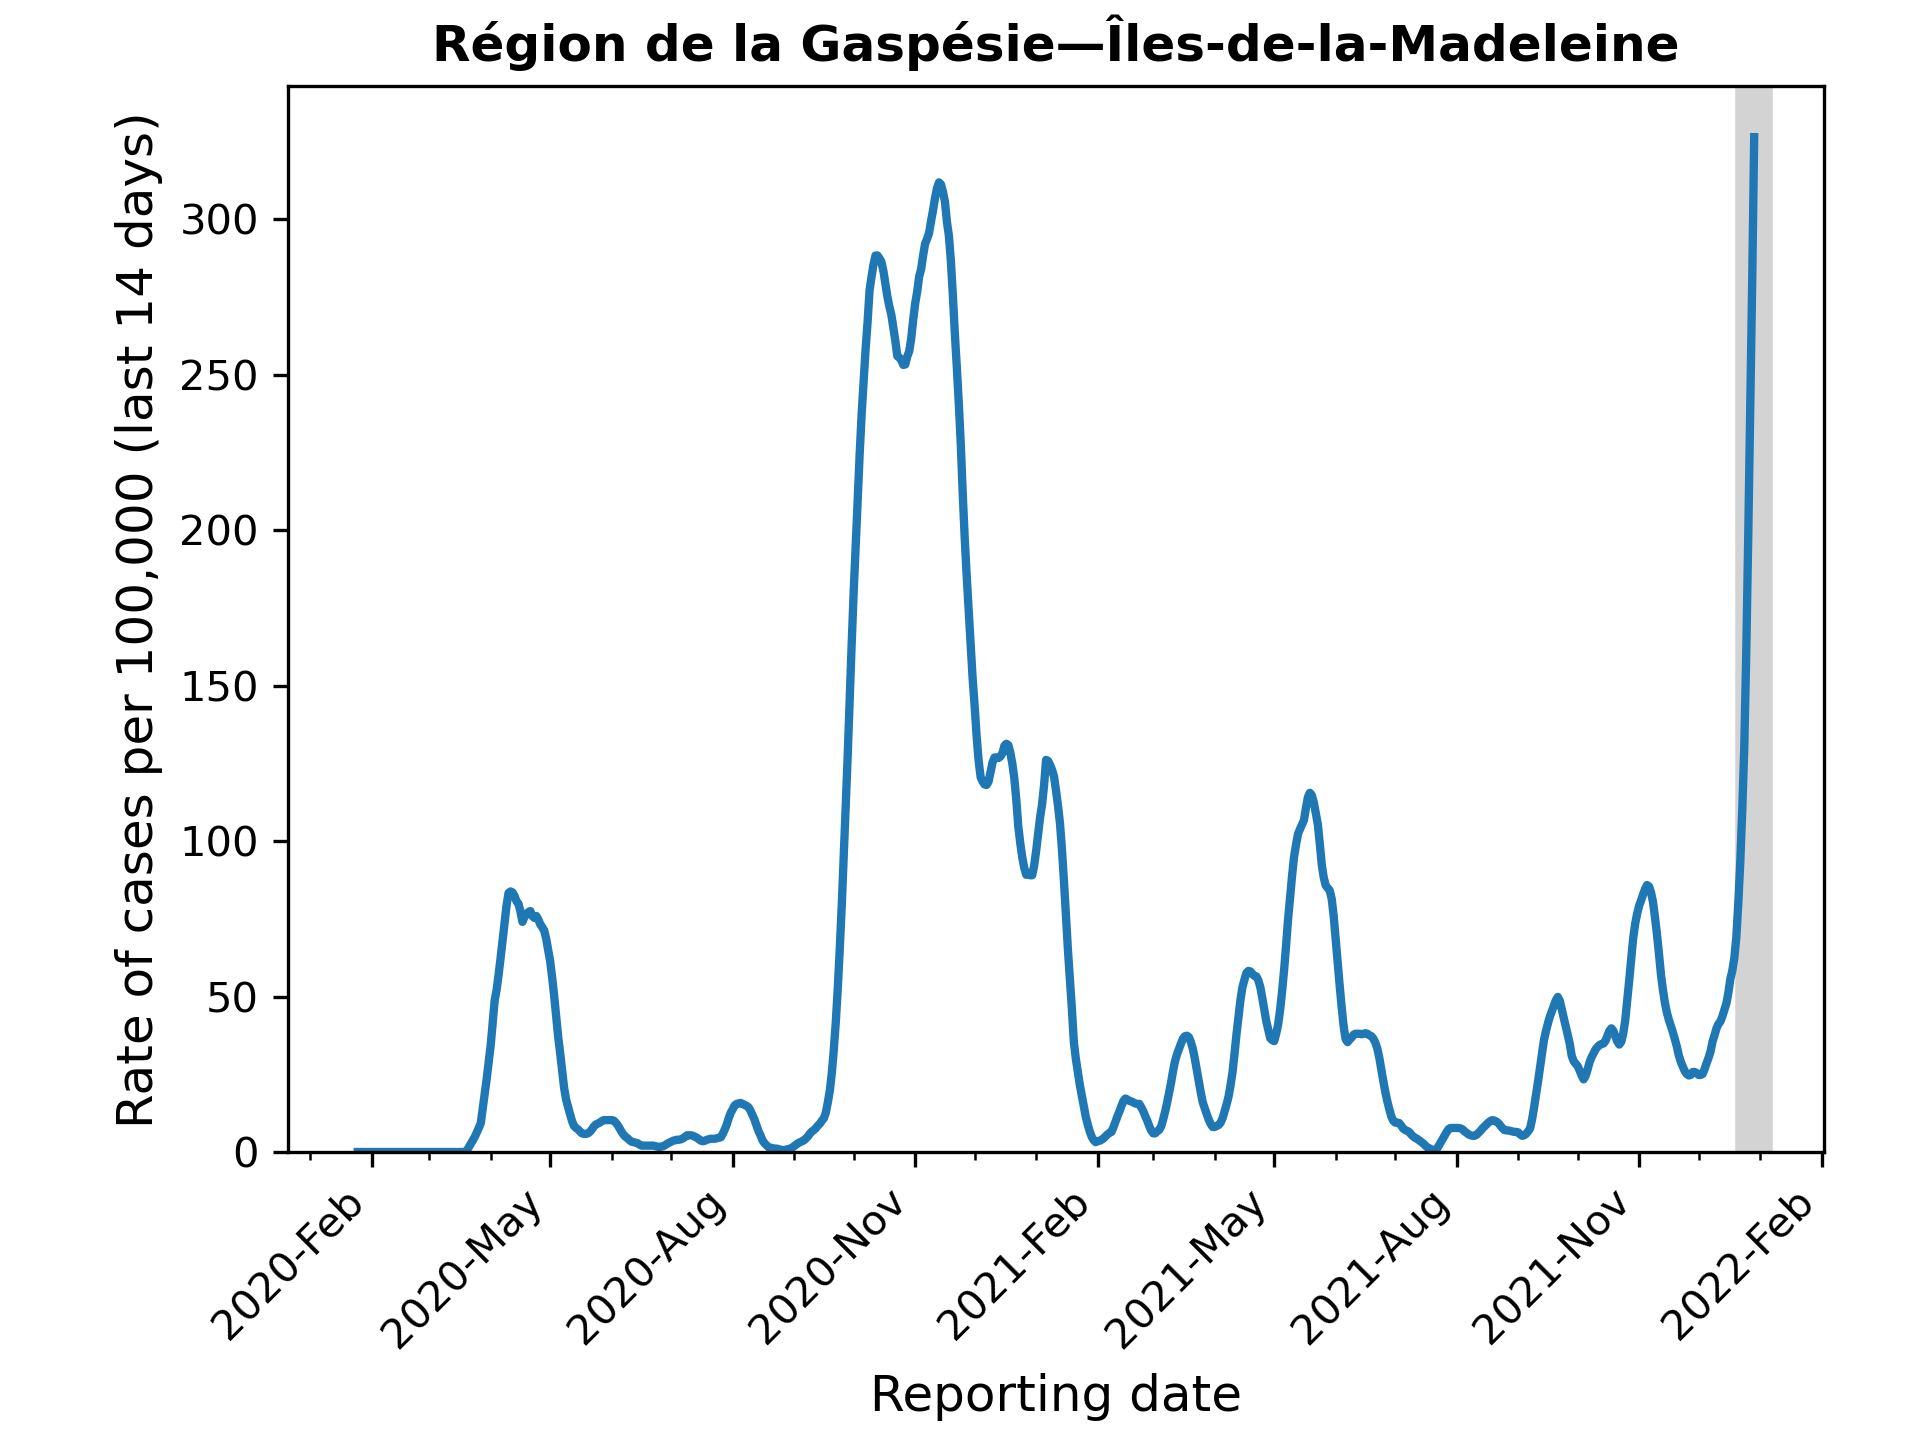 Région de la Gaspésie—Îles-de-la-Madeleine
Rate of cases per 100,000 (last 14 days)
300
250
200
150
100
50
0
2020-Feb
2020-May
2020-Aug
2020-Nov
2021-Feb
2021-May
2021-Aug
2021-Nov
2022-Feb
Reporting date